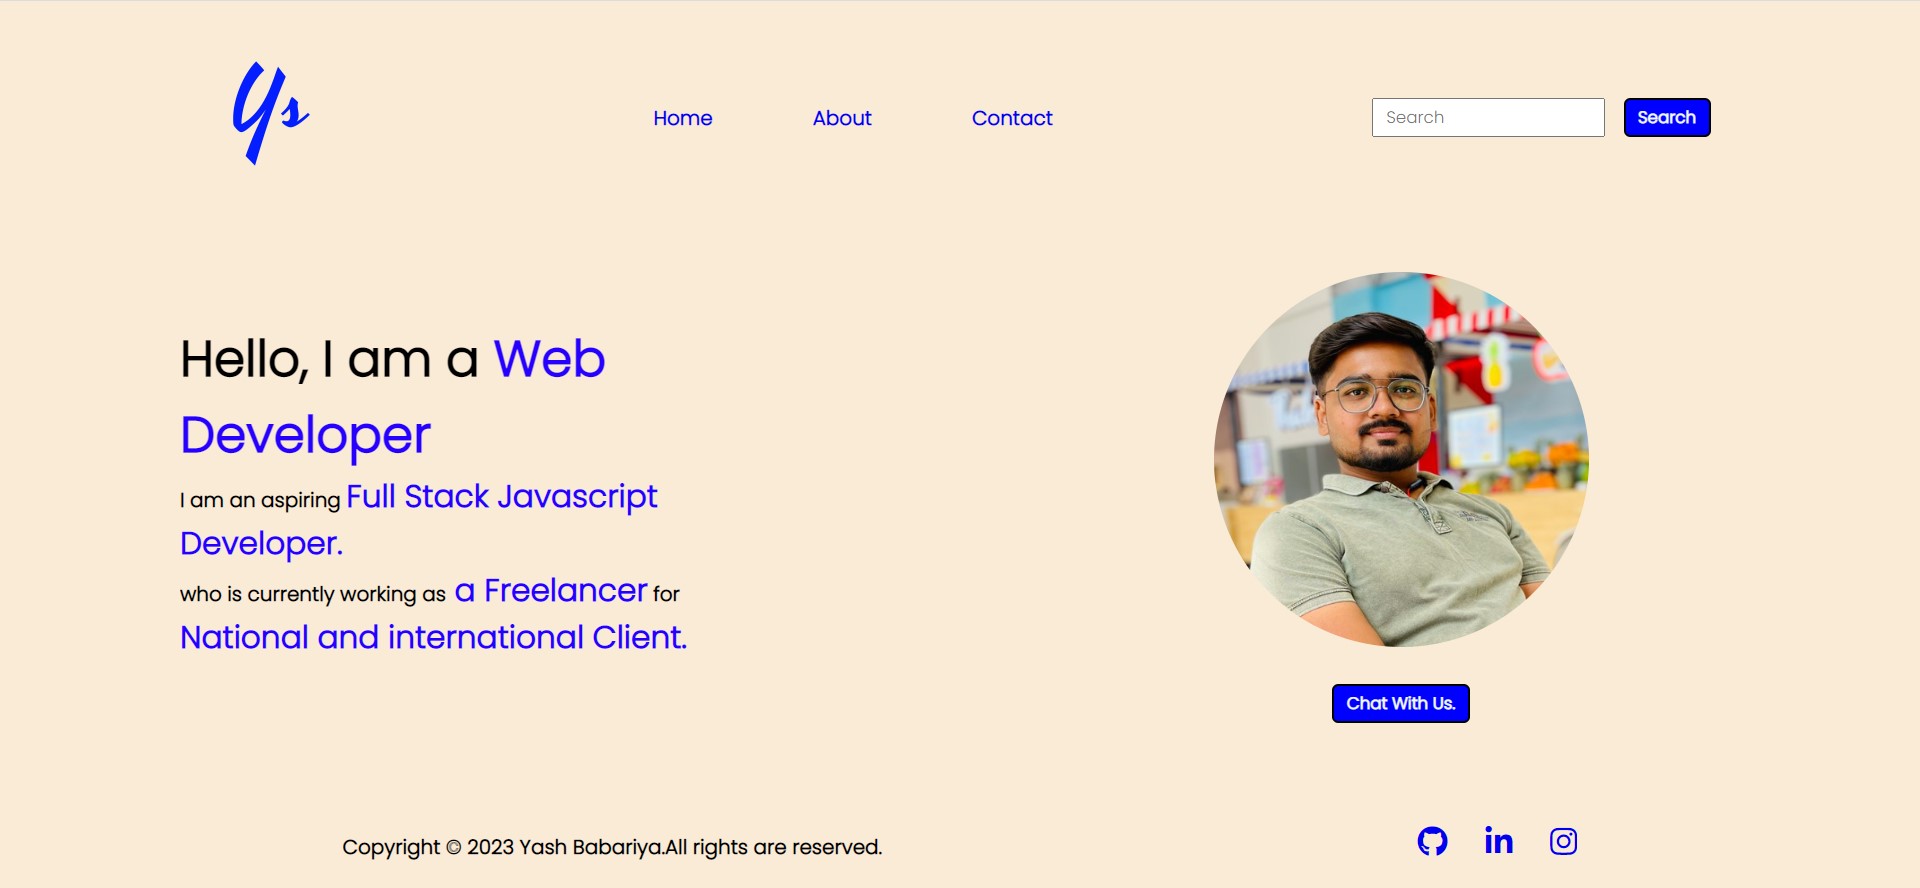 Ys
Home About Contact Search Search
Hello, I am a Web
Developer
I am an aspiring Full Stack Javascript
Developer.
who is currently working as a Freelancer for
National and international Client.
Chat With Us.
Copyright © 2023 Yash Babariya.All rights are reserved.
in